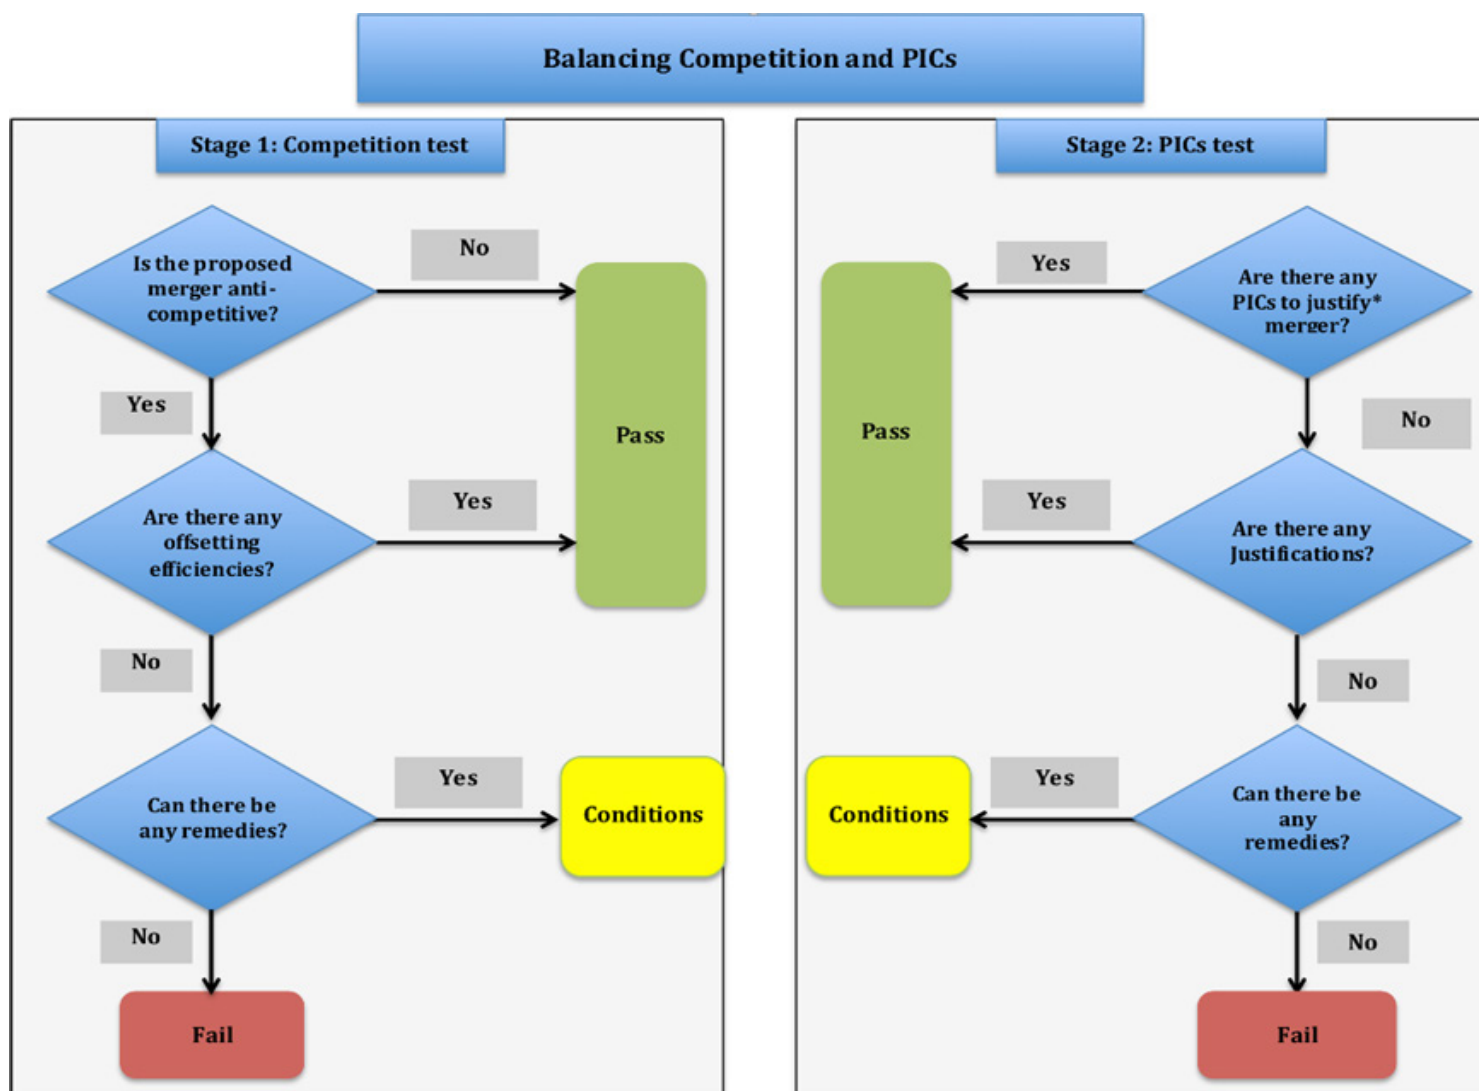 Balancing Competition and PICs
Stage 1: Competition test
Is the proposed
merger anti-
competitive?
No
Yes
Pass
Are there any
offsetting
efficiencies?
Yes
No
Can there be
any remedies?
Yes
Conditions
No
Fail
Stage 2: PICs test
Are there any
PICs to justify*
merger?
Yes
No
Pass
Are there any
Justifications?
Yes
No
Can there be
any
remedies?
Yes
Conditions
No
Fail